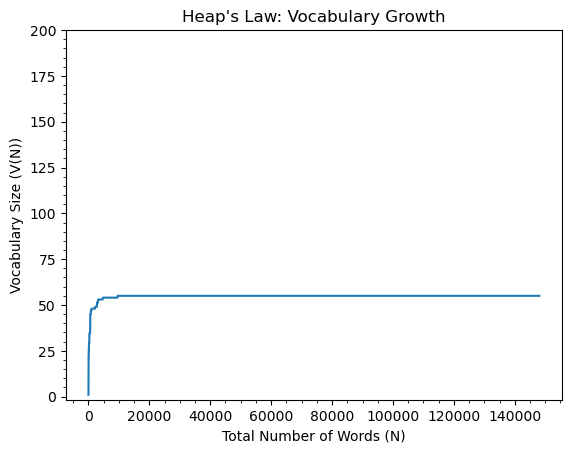 Heap's Law: Vocabulary Growth
Vocabulary Size (V(N))
200
175
150
125
100
75
50
25
0
0 20000 40000 60000 80000 100000 120000 140000
Total Number of Words (N)